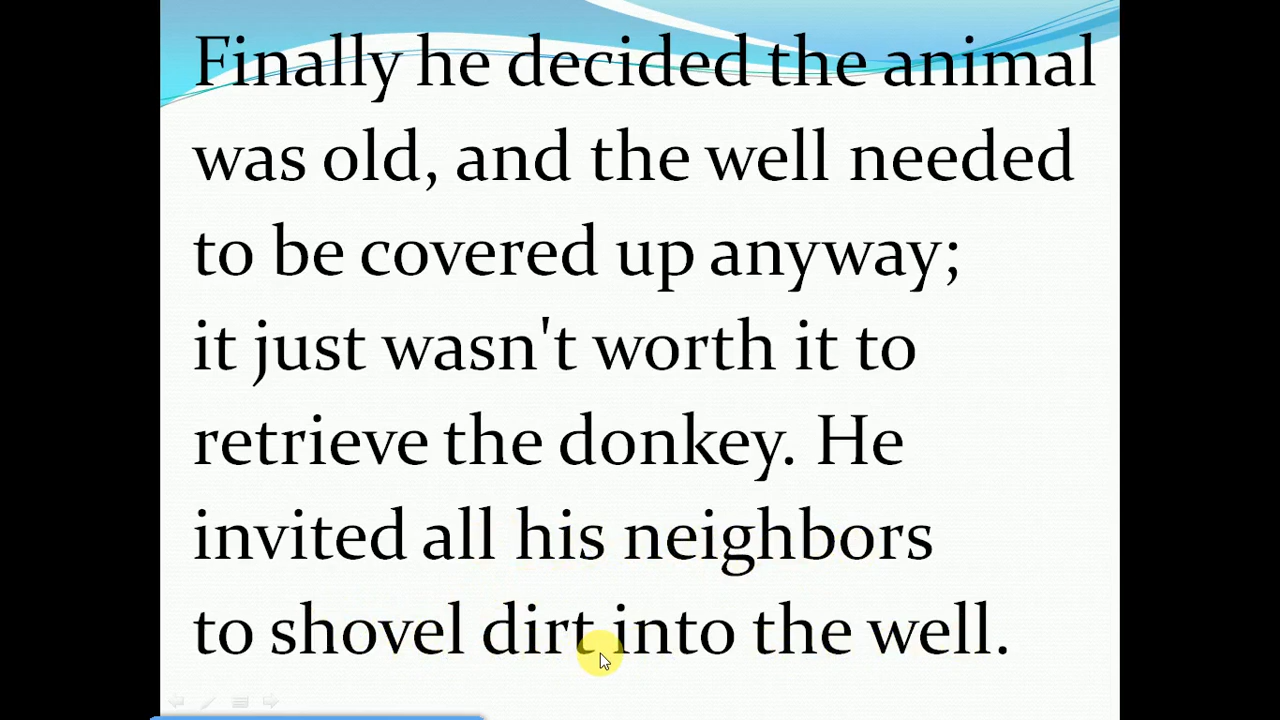 Finally he decided the animal
was old, and the well needed
to be covered up anyway;
it just wasn't worth it to
retrieve the donkey. He
invited all his neighbors
to shovel dirt into the well.